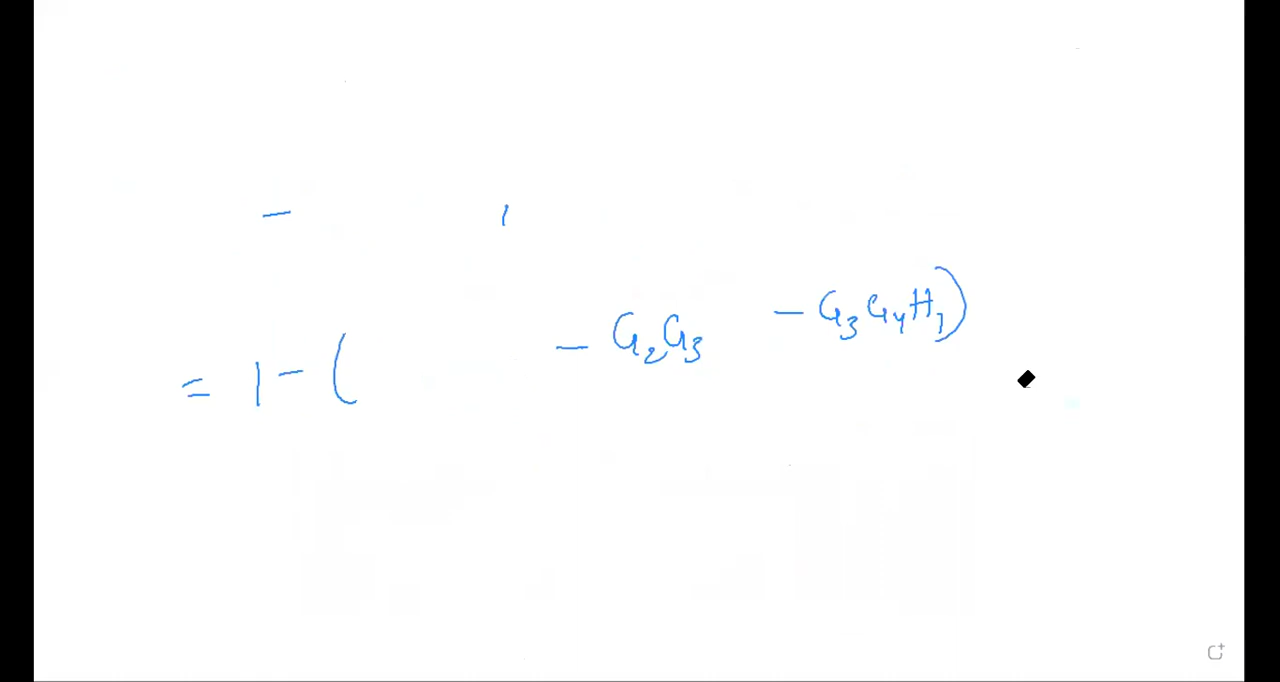 = 1 - ( - G₂G₃ - G₃G₄H₁)